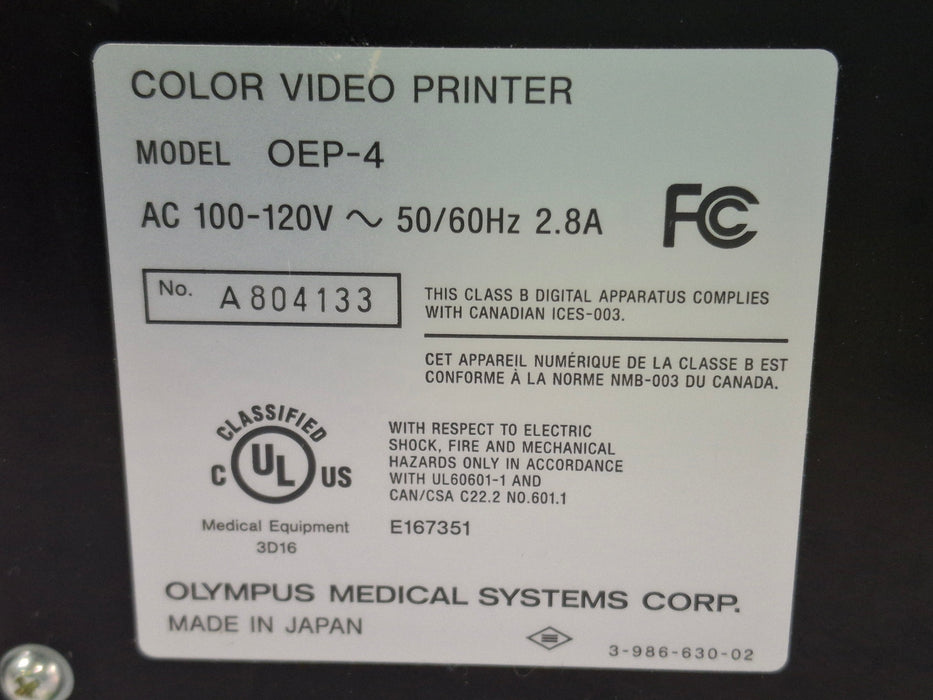 COLOR VIDEO PRINTER
MODEL OEP-4
AC 100-120V ~ 50/60Hz 2.8A
FC
No. A804133
THIS CLASS B DIGITAL APPARATUS COMPLIES
WITH CANADIAN ICES-003.
CET APPAREIL NUMÉRIQUE DE LA CLASSE B EST
CONFORME À LA NORME NMB-003 DU CANADA.
CLASSIFIED
C UL US
Medical Equipment
3D16
WITH RESPECT TO ELECTRIC
SHOCK, FIRE AND MECHANICAL
HAZARDS ONLY IN ACCORDANCE
WITH UL60601-1 AND
CAN/CSA C22.2 NO.601.1
E167351
OLYMPUS MEDICAL SYSTEMS CORP.
MADE IN JAPAN
3-986-630-02